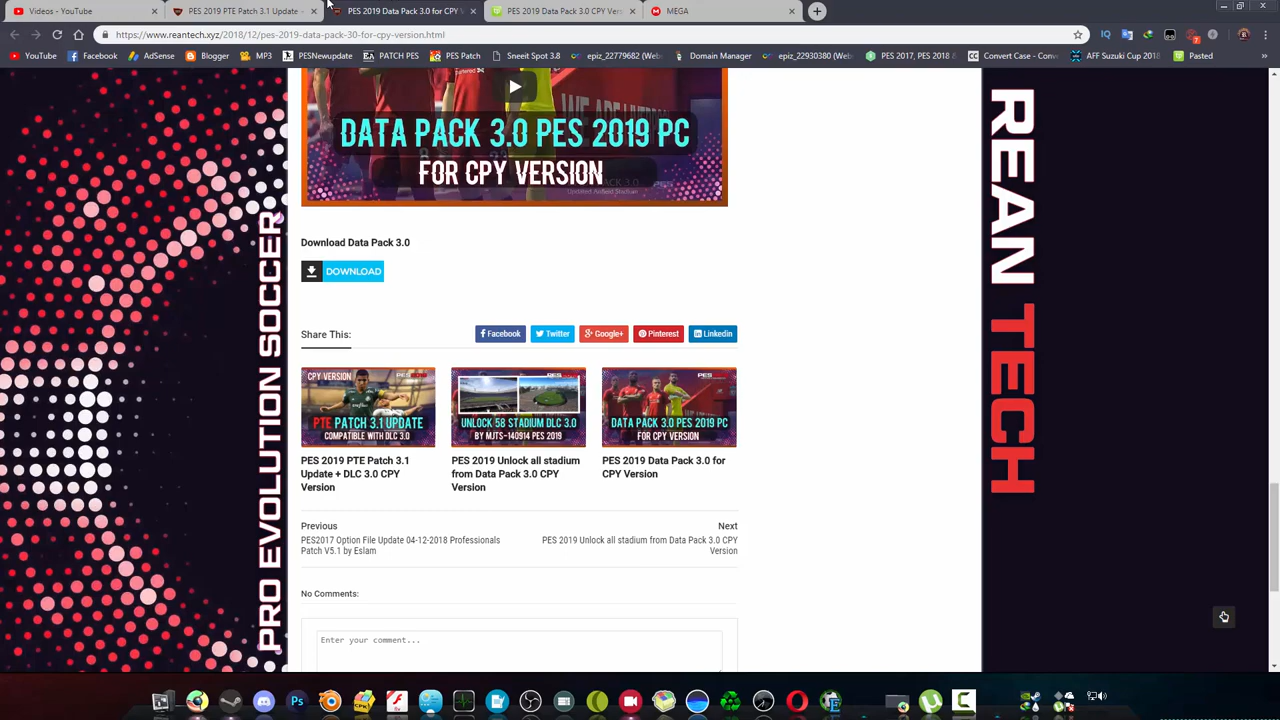 Videos - YouTube
PES 2019 PTE Patch 3.1 Update -
PES 2019 Data Pack 3.0 for CPY V
PES 2019 Data Pack 3.0 CPY Vers
MEGA
https://www.reantech.xyz/2018/12/pes-2019-data-pack-30-for-cpy-version.html
YouTube
Facebook
AdSense
Blogger
MP3
PESNewupdate
PATCH PES
PES Patch
Sneeit Spot 3.8
epiz_22779682 (Web
Domain Manager
epiz_22930380 (Web
PES 2017, PES 2018
Convert Case - Conv
AFF Suzuki Cup 2018
Pasted
DATA PACK 3.0 PES 2019 PC
FOR CPY VERSION
PRO EVOLUTION SOCCER
REAN TECH
Download Data Pack 3.0
DOWNLOAD
Share This:
Facebook
Twitter
Google+
Pinterest
Linkedin
CPY VERSION
PTE PATCH 3.1 UPDATE
COMPATIBLE WITH DLC 3.0
UNLOCK 58 STADIUM DLC 3.0
BY MJTS-140914 PES 2019
PES
DATA PACK 3.0 PES 2019 PC
FOR CPY VERSION
PES 2019 PTE Patch 3.1
Update + DLC 3.0 CPY
Version
PES 2019 Unlock all stadium
from Data Pack 3.0 CPY
Version
PES 2019 Data Pack 3.0 for
CPY Version
Previous
PES2017 Option File Update 04-12-2018 Professionals
Patch V5.1 by Eslam
Next
PES 2019 Unlock all stadium from Data Pack 3.0 CPY
Version
No Comments:
Enter your comment...